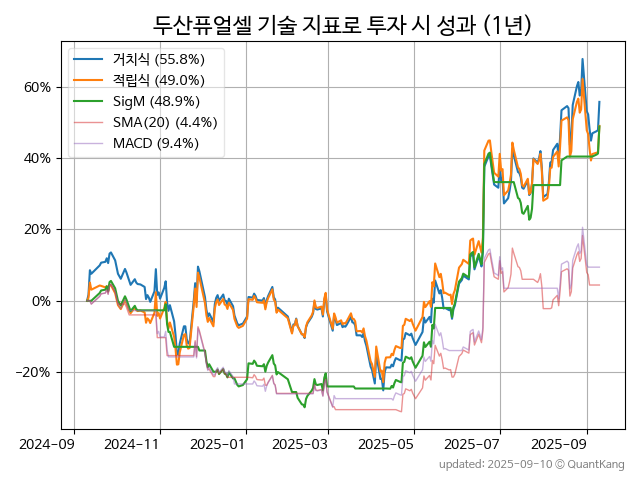 두산퓨얼셀 기술 지표로 투자 시 성과 (1년)
거치식 (55.8%)
적립식 (49.0%)
SigM (48.9%)
SMA(20) (4.4%)
MACD (9.4%)
60%
40%
20%
0%
−20%
2024-09
2024-11
2025-01
2025-03
2025-05
2025-07
2025-09
updated: 2025-09-10 © QuantKang